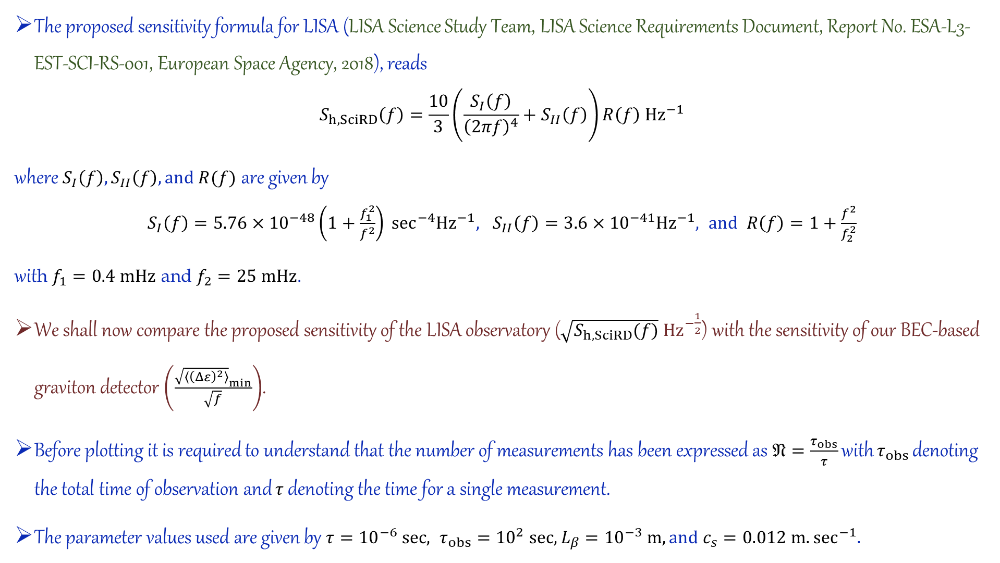 ➢The proposed sensitivity formula for LISA (LISA Science Study Team, LISA Science Requirements Document, Report No. ESA-L3-
EST-SCI-RS-001, European Space Agency, 2018), reads
$S_{\mathrm{h,SciRD}}(f) = \frac{10}{3}\left(\frac{S_I(f)}{(2\pi f)^4} + S_{II}(f)\right) R(f)\ \mathrm{Hz}^{-1}$
where $S_I(f), S_{II}(f)$, and $R(f)$ are given by
$S_I(f) = 5.76 \times 10^{-48}\left(1 + \frac{f_1^2}{f^2}\right)\ \mathrm{sec}^{-4}\mathrm{Hz}^{-1}$, $S_{II}(f) = 3.6 \times 10^{-41}\mathrm{Hz}^{-1}$, and $R(f) = 1 + \frac{f^2}{f_2^2}$
with $f_1 = 0.4$ mHz and $f_2 = 25$ mHz.
➢We shall now compare the proposed sensitivity of the LISA observatory ($\sqrt{S_{\mathrm{h,SciRD}}(f)}\ \mathrm{Hz}^{-\frac{1}{2}}$) with the sensitivity of our BEC-based
graviton detector $\left(\frac{\sqrt{\langle(\Delta\varepsilon)^2\rangle}_{\mathrm{min}}}{\sqrt{f}}\right)$.
➢Before plotting it is required to understand that the number of measurements has been expressed as $\mathfrak{N} = \frac{\tau_{\mathrm{obs}}}{\tau}$ with $\tau_{\mathrm{obs}}$ denoting
the total time of observation and $\tau$ denoting the time for a single measurement.
➢The parameter values used are given by $\tau = 10^{-6}$ sec, $\tau_{\mathrm{obs}} = 10^2$ sec, $L_\beta = 10^{-3}$ m, and $c_s = 0.012\ \mathrm{m.\,sec}^{-1}$.